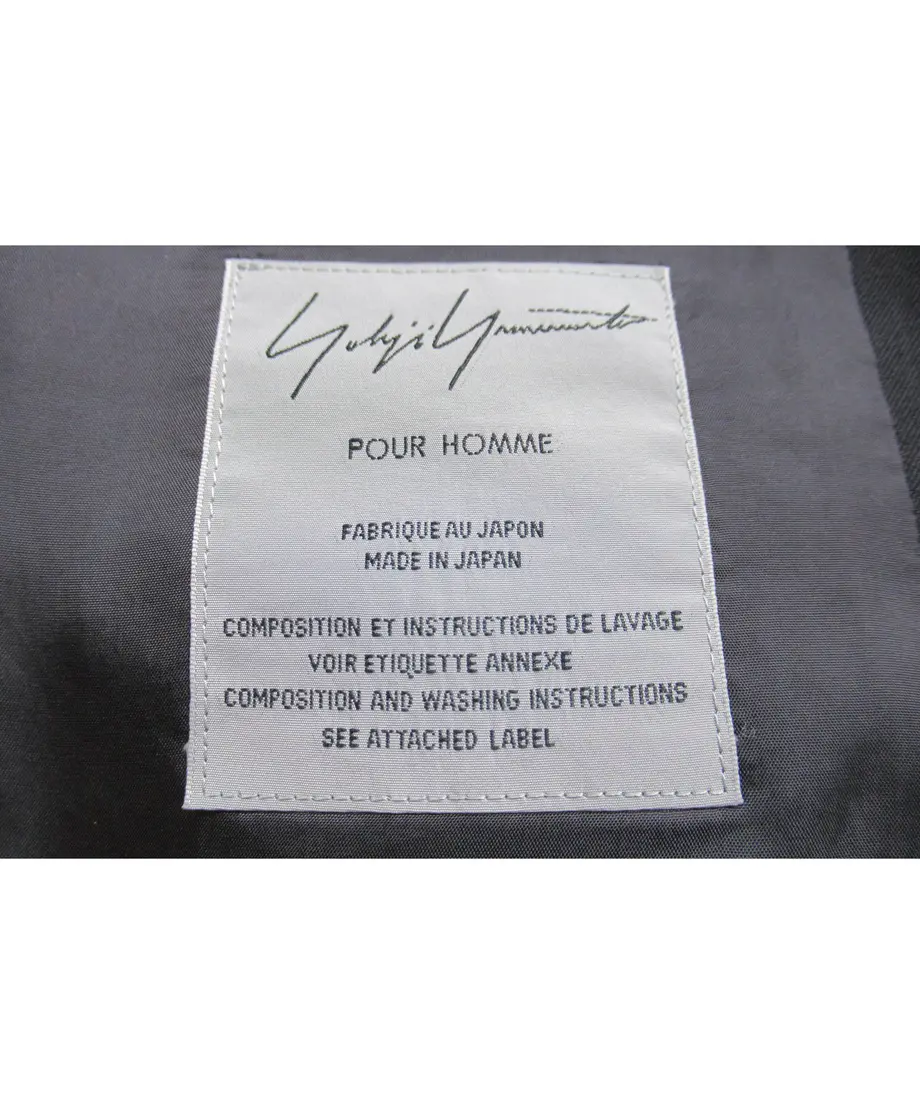 Yohji Yamamoto
POUR HOMME
FABRIQUE AU JAPON
MADE IN JAPAN
COMPOSITION ET INSTRUCTIONS DE LAVAGE
VOIR ETIQUETTE ANNEXE
COMPOSITION AND WASHING INSTRUCTIONS
SEE ATTACHED LABEL